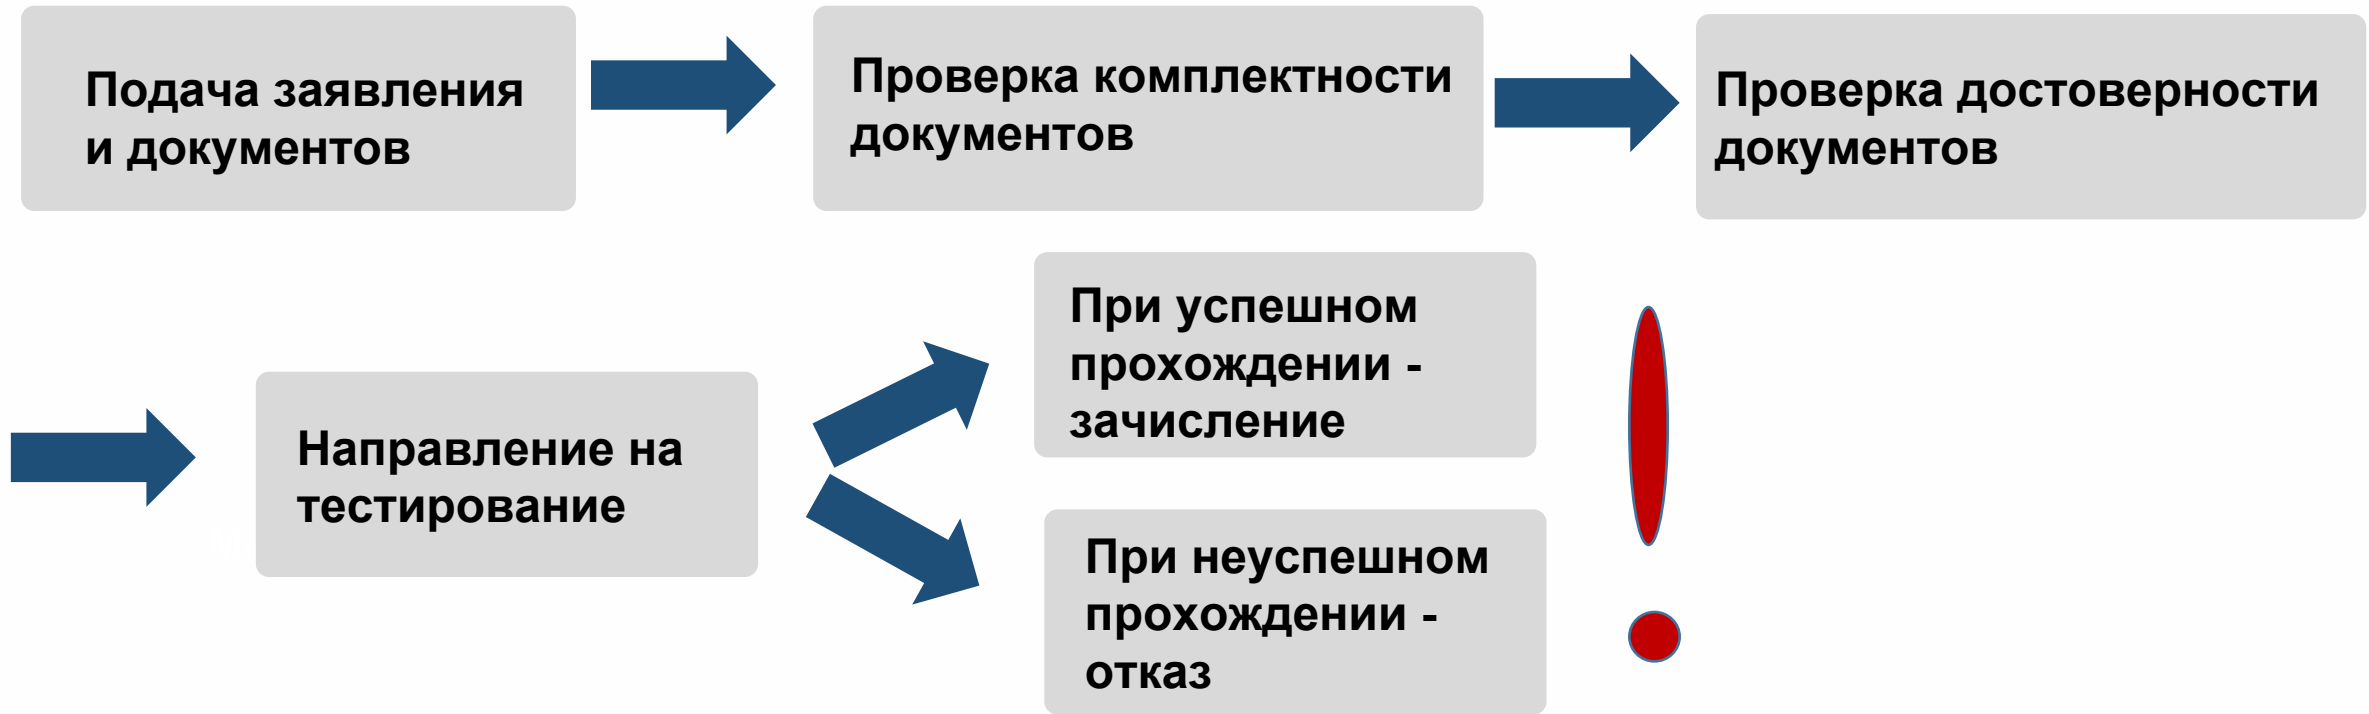 Подача заявления
и документов
Проверка комплектности
документов
Проверка достоверности
документов
Направление на
тестирование
При успешном
прохождении -
зачисление
При неуспешном
прохождении -
отказ